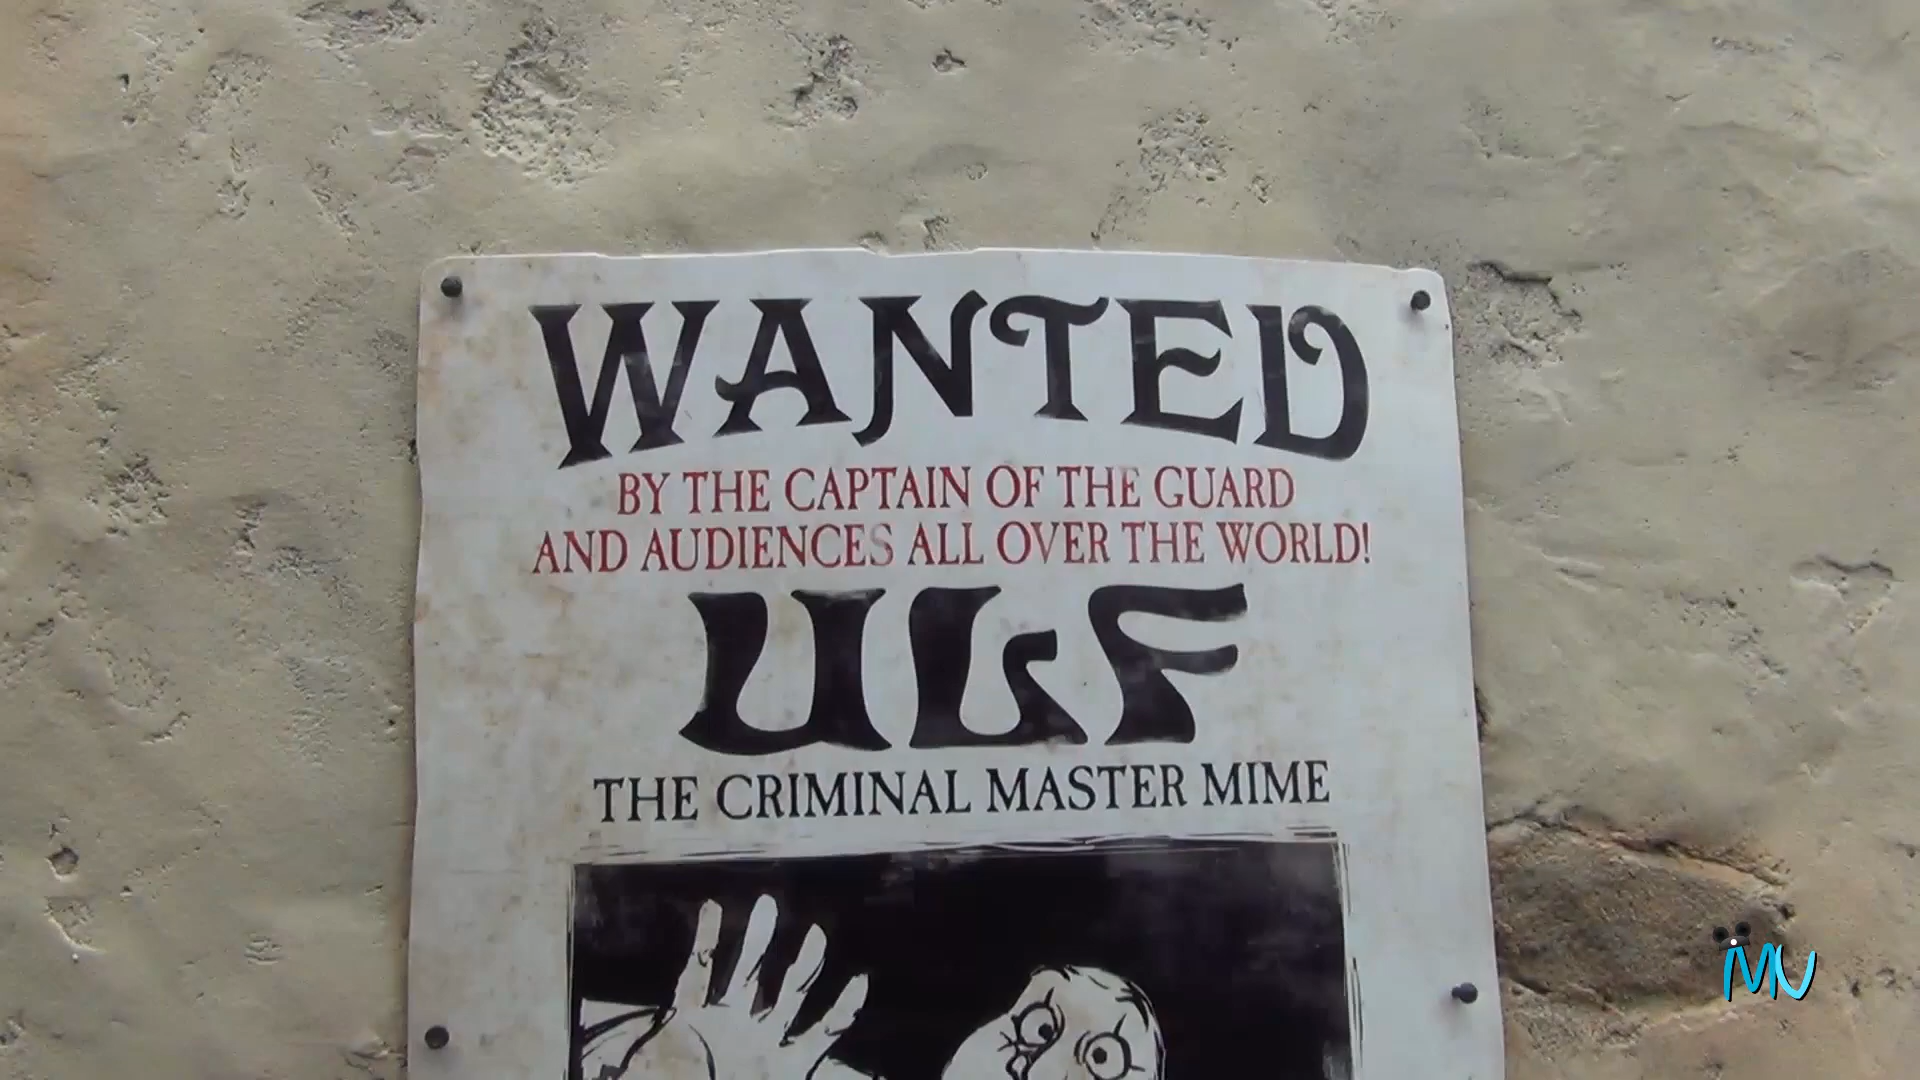 WANTED
BY THE CAPTAIN OF THE GUARD
AND AUDIENCES ALL OVER THE WORLD!
ULF
THE CRIMINAL MASTER MIME